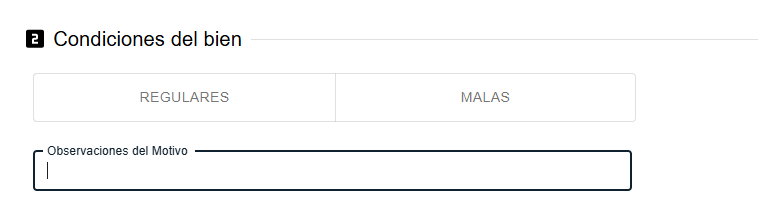 2 Condiciones del bien
REGULARES MALAS
Observaciones del Motivo